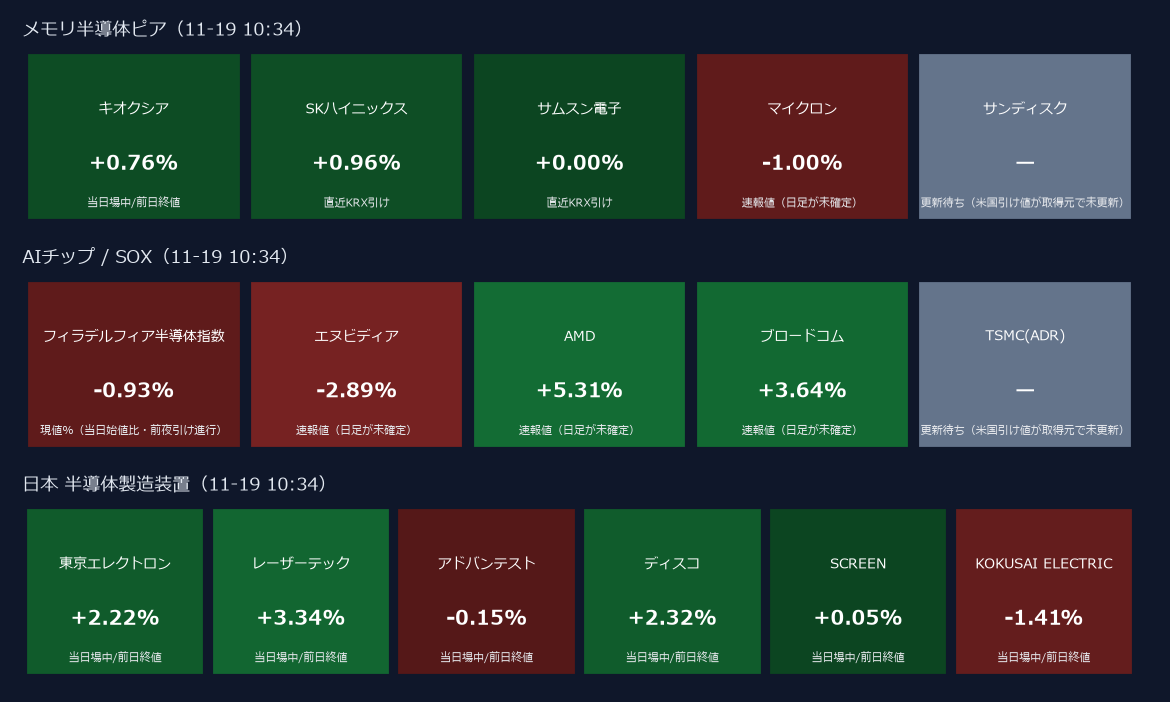 メモリ半導体ピア（11-19 10:34）
キオクシア
+0.76%
当日場中/前日終値
SKハイニックス
+0.96%
直近KRX引け
サムスン電子
+0.00%
直近KRX引け
マイクロン
-1.00%
速報値（日足が未確定）
サンディスク
—
更新待ち（米国引け値が取得元で未更新）
AIチップ / SOX（11-19 10:34）
フィラデルフィア半導体指数
-0.93%
現値%（当日始値比・前夜引け進行）
エヌビディア
-2.89%
速報値（日足が未確定）
AMD
+5.31%
速報値（日足が未確定）
ブロードコム
+3.64%
速報値（日足が未確定）
TSMC(ADR)
—
更新待ち（米国引け値が取得元で未更新）
日本 半導体製造装置（11-19 10:34）
東京エレクトロン
+2.22%
当日場中/前日終値
レーザーテック
+3.34%
当日場中/前日終値
アドバンテスト
-0.15%
当日場中/前日終値
ディスコ
+2.32%
当日場中/前日終値
SCREEN
+0.05%
当日場中/前日終値
KOKUSAI ELECTRIC
-1.41%
当日場中/前日終値